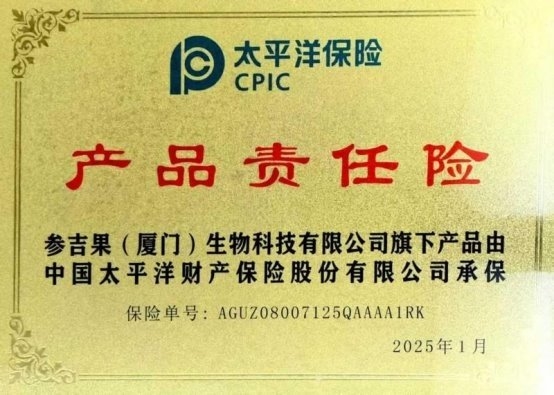 太平洋保险
CPIC
产品责任险
参吉果（厦门）生物科技有限公司旗下产品由
中国太平洋财产保险股份有限公司承保
保险单号：AGUZ08007125QAAAA1RK
2025年1月